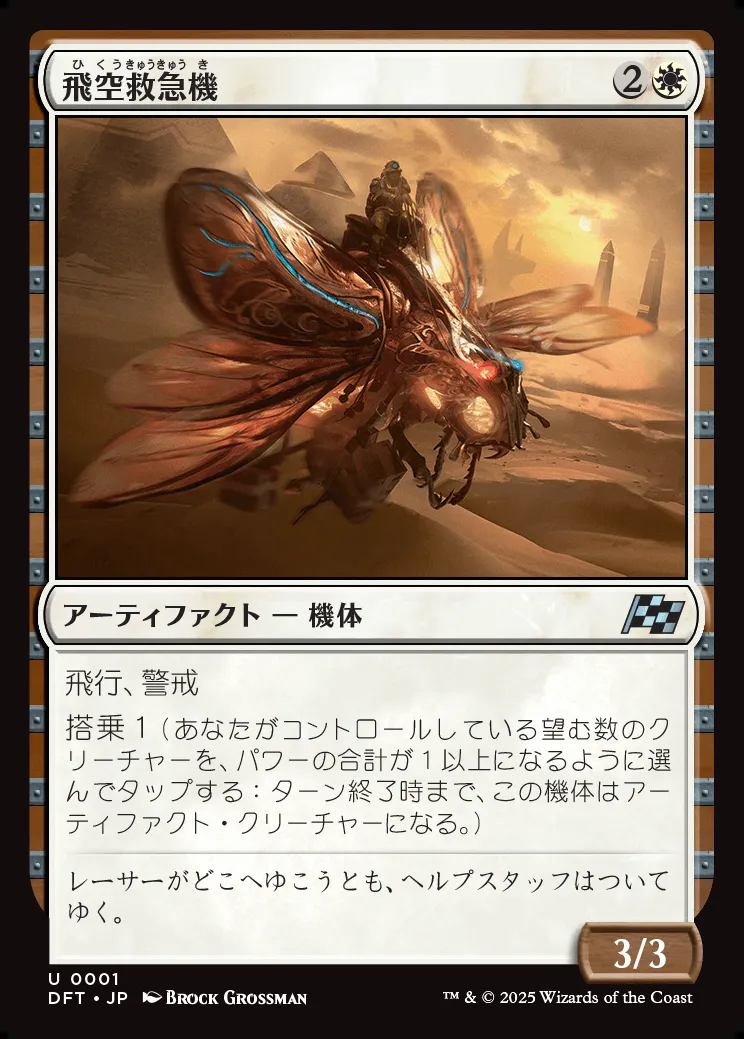 ひくうきゅうきゅうき
飛空救急機 2
アーティファクト — 機体
飛行、警戒
搭乗1(あなたがコントロールしている望む数のク
リーチャーを、パワーの合計が1以上になるように選
んでタップする:ターン終了時まで、この機体はアー
ティファクト・クリーチャーになる。)
レーサーがどこへゆこうとも、ヘルプスタッフはついて
ゆく。
3/3
U 0001
DFT • JP Brock Grossman
™ & © 2025 Wizards of the Coast